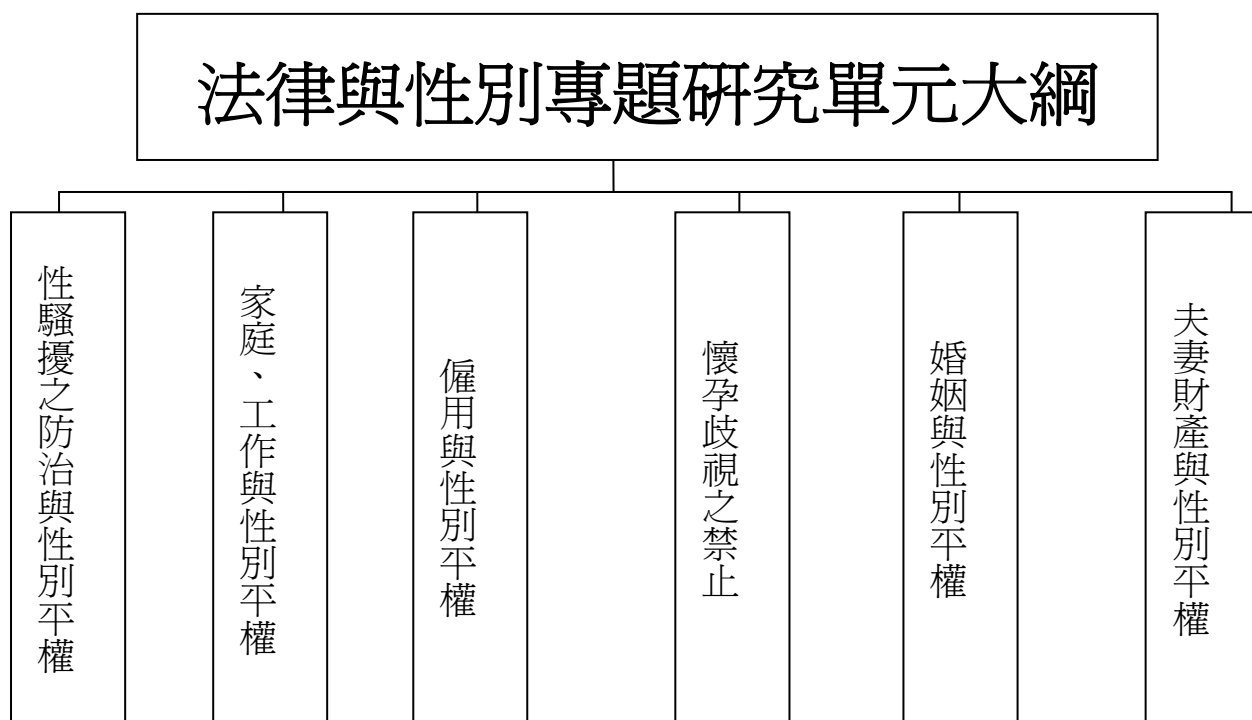 法律與性別專題研究單元大綱
性騷擾之防治與性別平權
家庭、工作與性別平權
僱用與性別平權
懷孕歧視之禁止
婚姻與性別平權
夫妻財產與性別平權